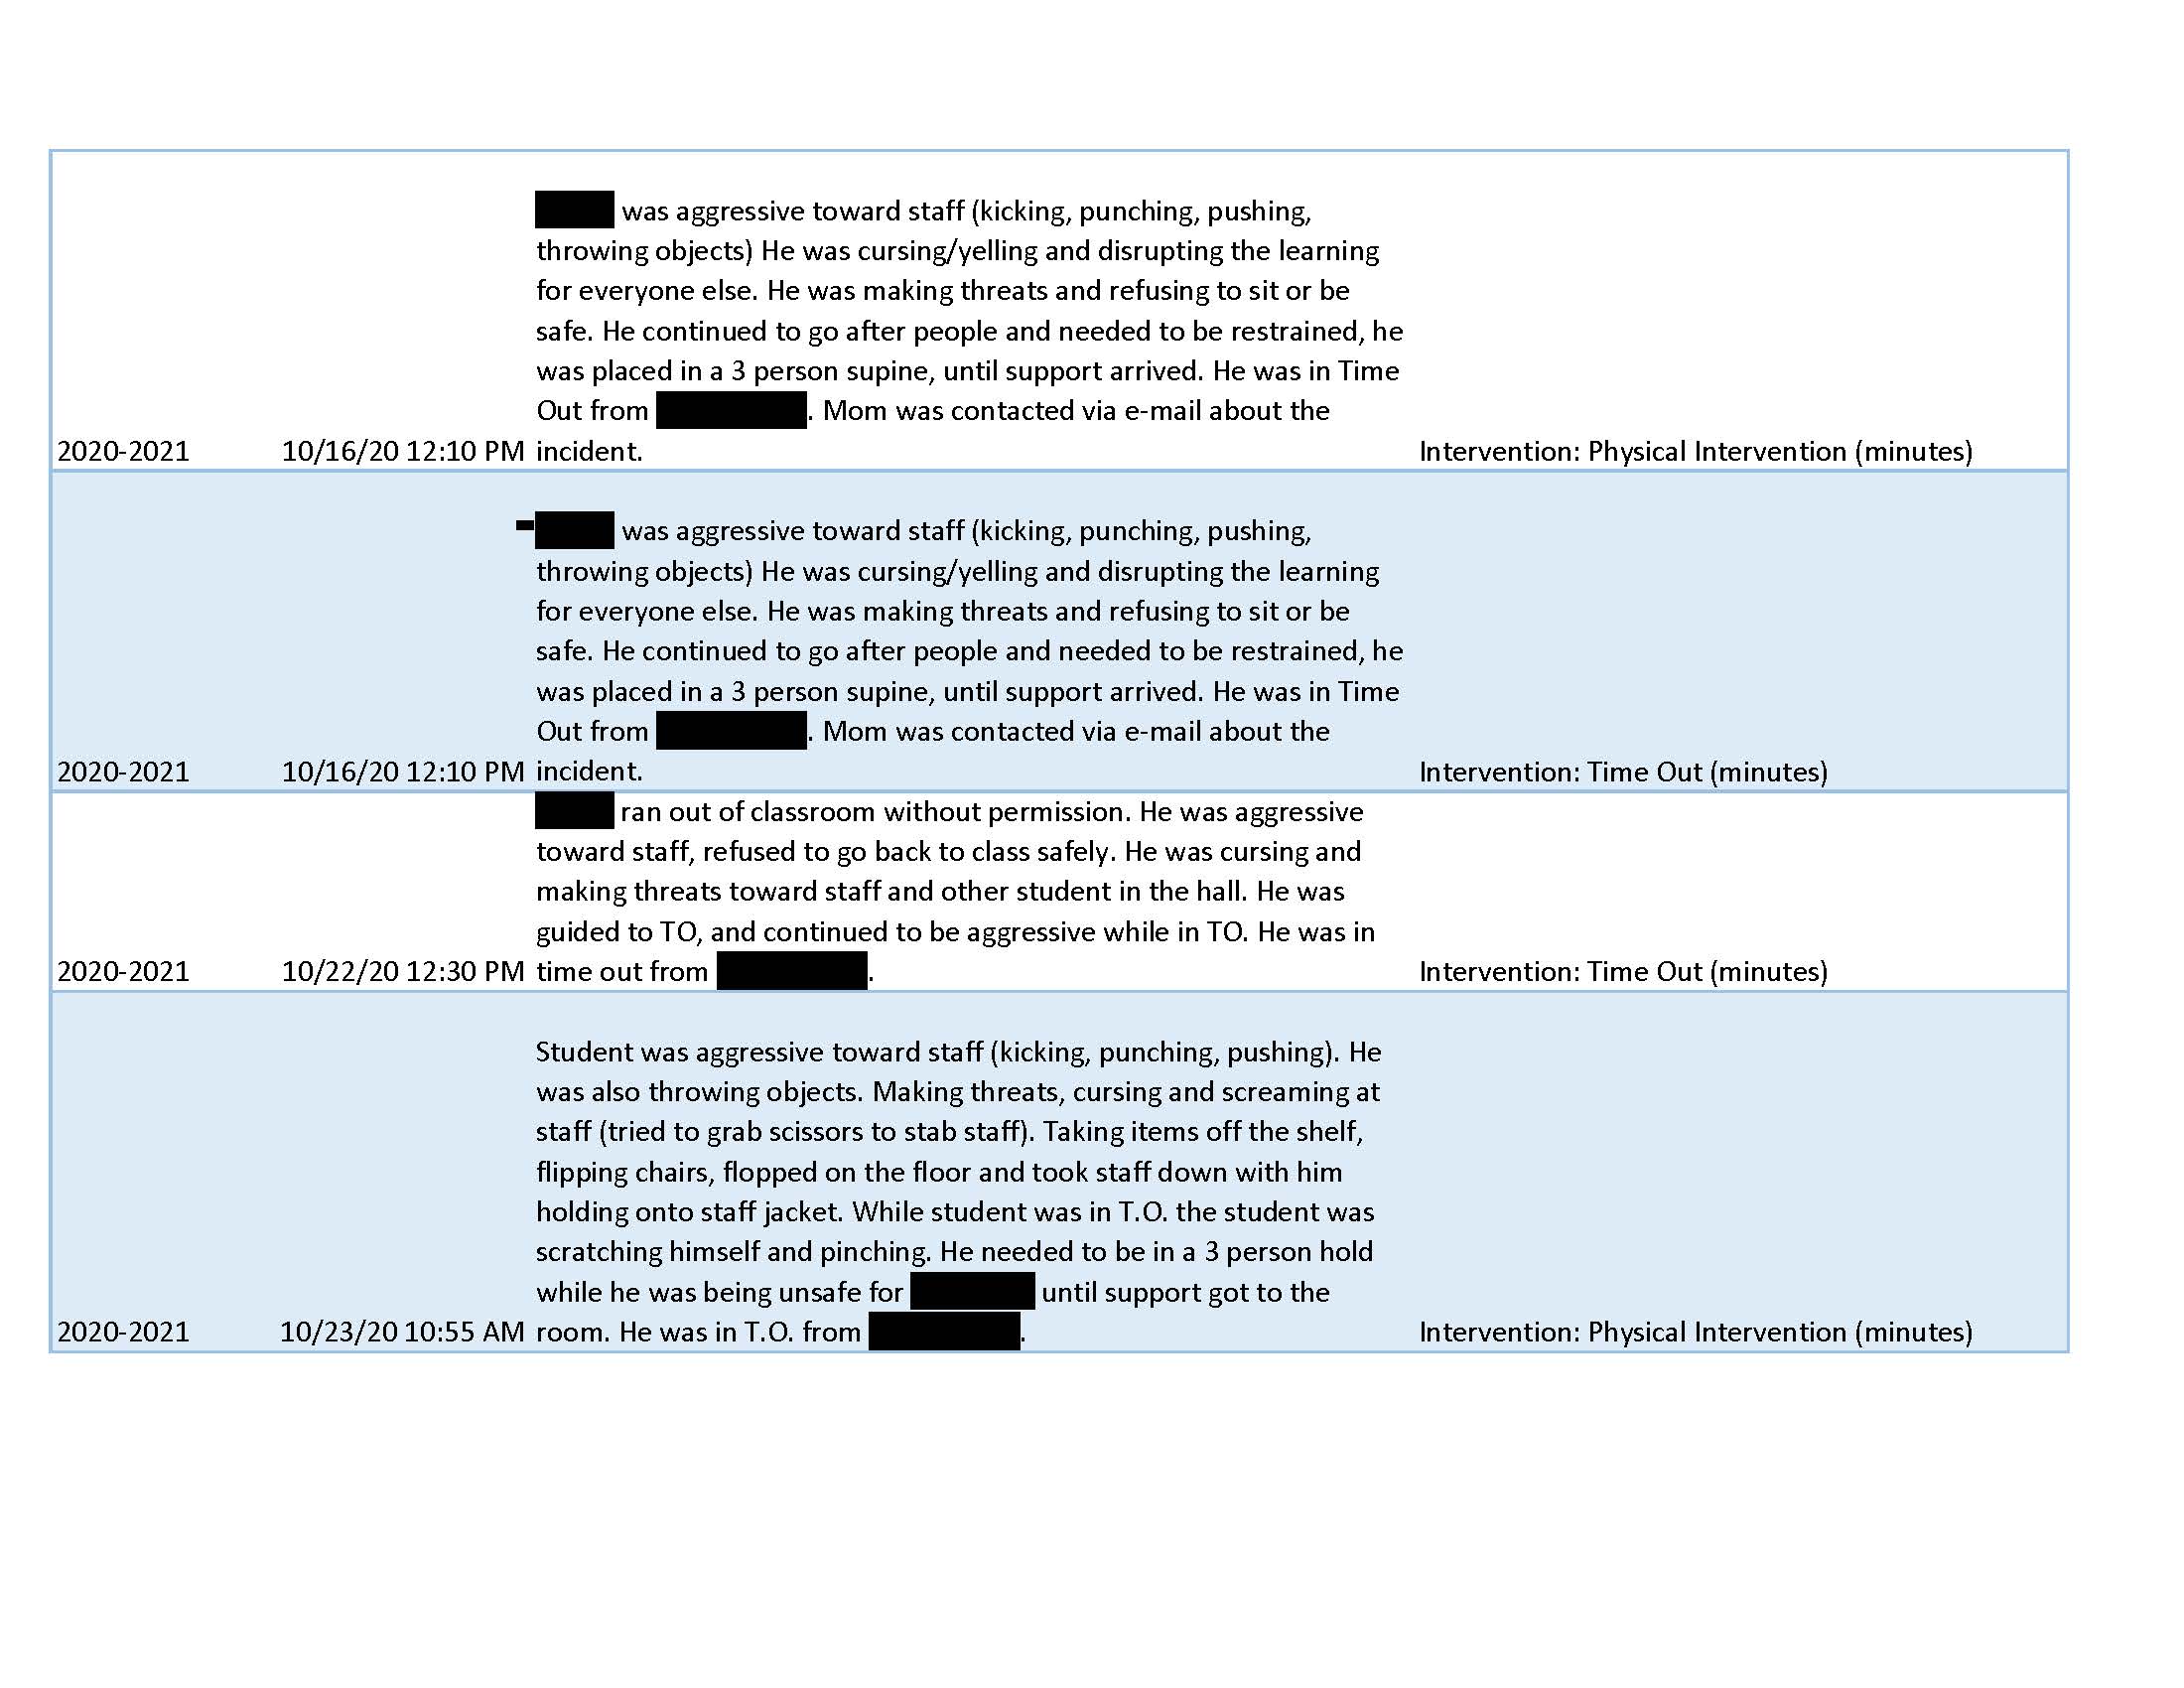 was aggressive toward staff (kicking, punching, pushing,
throwing objects) He was cursing/yelling and disrupting the learning
for everyone else. He was making threats and refusing to sit or be
safe. He continued to go after people and needed to be restrained, he
was placed in a 3 person supine, until support arrived. He was in Time
Out from . Mom was contacted via e-mail about the
2020-2021 10/16/20 12:10 PM incident. Intervention: Physical Intervention (minutes)
was aggressive toward staff (kicking, punching, pushing,
throwing objects) He was cursing/yelling and disrupting the learning
for everyone else. He was making threats and refusing to sit or be
safe. He continued to go after people and needed to be restrained, he
was placed in a 3 person supine, until support arrived. He was in Time
Out from . Mom was contacted via e-mail about the
2020-2021 10/16/20 12:10 PM incident. Intervention: Time Out (minutes)
ran out of classroom without permission. He was aggressive
toward staff, refused to go back to class safely. He was cursing and
making threats toward staff and other student in the hall. He was
guided to TO, and continued to be aggressive while in TO. He was in
2020-2021 10/22/20 12:30 PM time out from . Intervention: Time Out (minutes)
Student was aggressive toward staff (kicking, punching, pushing). He
was also throwing objects. Making threats, cursing and screaming at
staff (tried to grab scissors to stab staff). Taking items off the shelf,
flipping chairs, flopped on the floor and took staff down with him
holding onto staff jacket. While student was in T.O. the student was
scratching himself and pinching. He needed to be in a 3 person hold
while he was being unsafe for until support got to the
2020-2021 10/23/20 10:55 AM room. He was in T.O. from . Intervention: Physical Intervention (minutes)